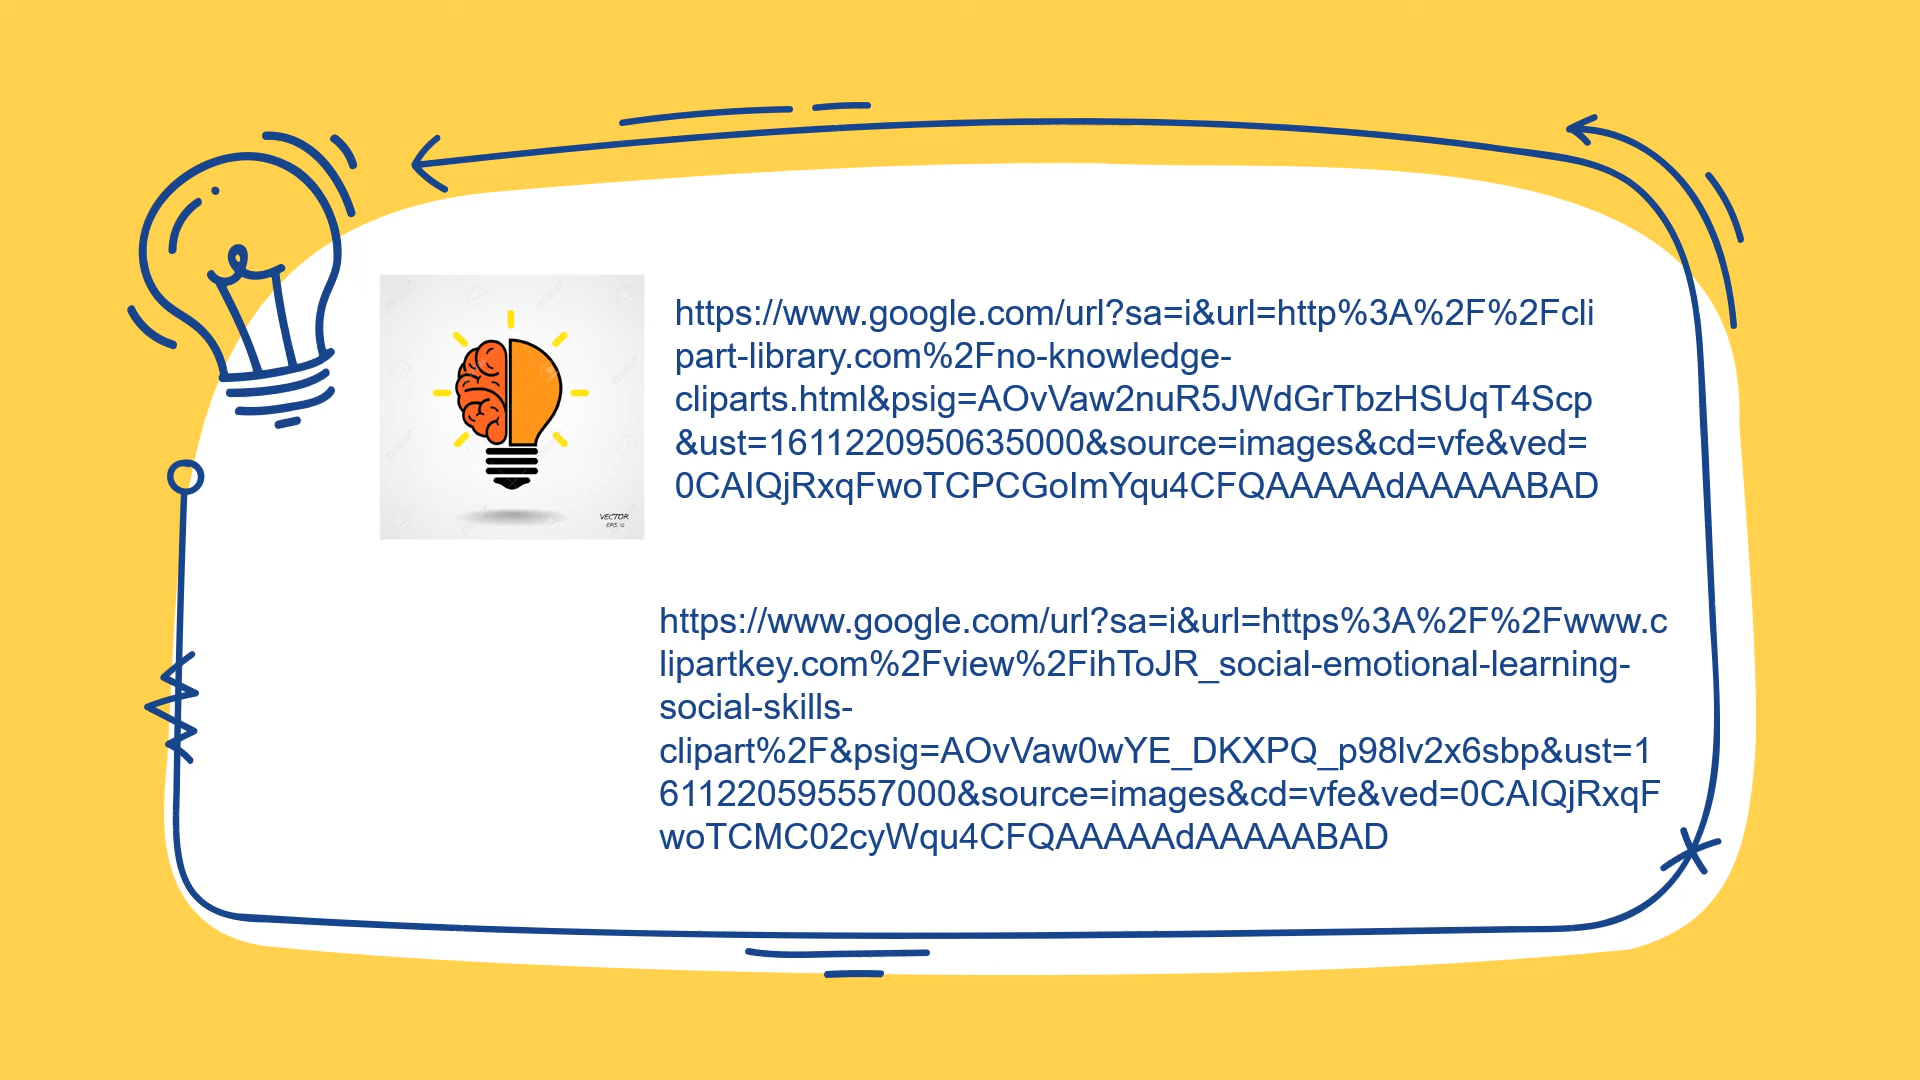 https://www.google.com/url?sa=i&url=http%3A%2F%2Fcli
part-library.com%2Fno-knowledge-
cliparts.html&psig=AOvVaw2nuR5JWdGrTbzHSUqT4Scp
&ust=1611220950635000&source=images&cd=vfe&ved=
0CAIQjRxqFwoTCPCGoImYqu4CFQAAAAAdAAAAABAD
VECTOR
EPS 10
https://www.google.com/url?sa=i&url=https%3A%2F%2Fwww.c
lipartkey.com%2Fview%2FihToJR_social-emotional-learning-
social-skills-
clipart%2F&psig=AOvVaw0wYE_DKXPQ_p98lv2x6sbp&ust=1
611220595557000&source=images&cd=vfe&ved=0CAIQjRxqF
woTCMC02cyWqu4CFQAAAAAdAAAAABAD